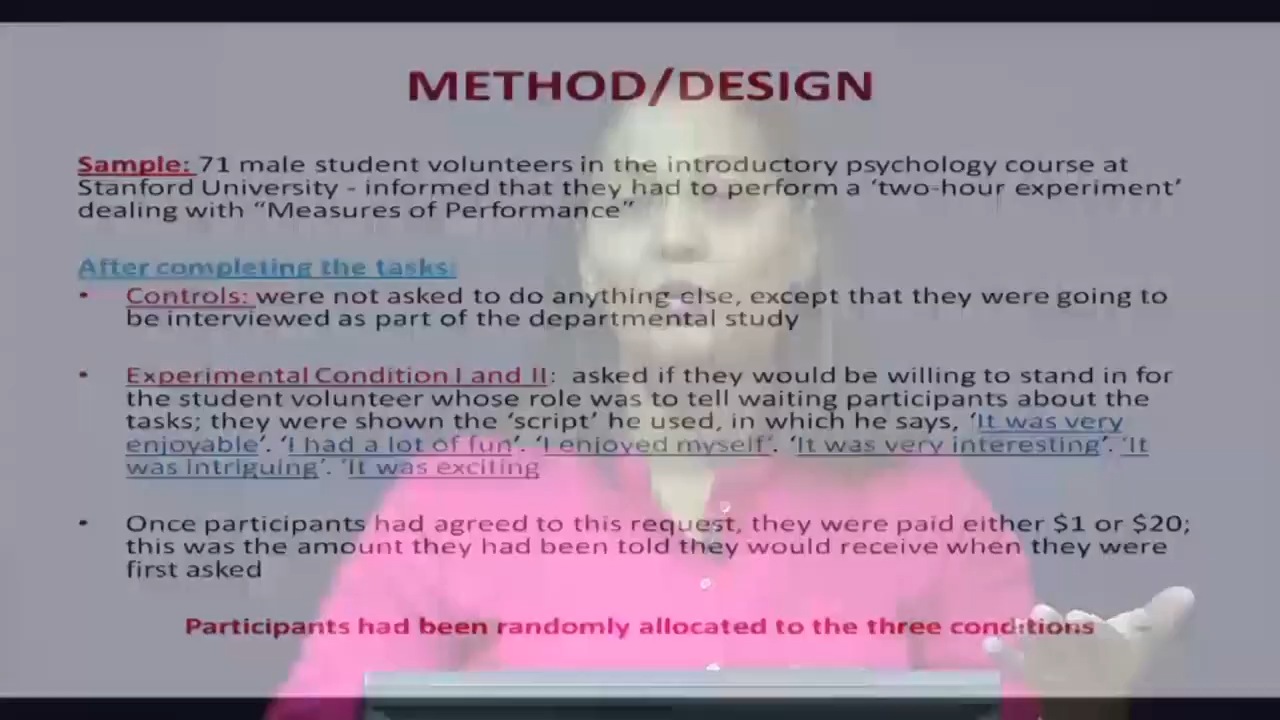 METHOD/DESIGN
Sample: 71 male student volunteers in the introductory psychology course at
Stanford University - informed that they had to perform a ‘two-hour experiment’
dealing with “Measures of Performance”
After completing the tasks:
• Controls: were not asked to do anything else, except that they were going to
be interviewed as part of the departmental study
• Experimental Condition I and II: asked if they would be willing to stand in for
the student volunteer whose role was to tell waiting participants about the
tasks; they were shown the ‘script’ he used, in which he says, ‘It was very
enjoyable’. ‘I had a lot of fun’. ‘I enjoyed myself’. ‘It was very interesting’. ‘It
was intriguing’. ‘It was exciting
• Once participants had agreed to this request, they were paid either $1 or $20;
this was the amount they had been told they would receive when they were
first asked
Participants had been randomly allocated to the three conditions